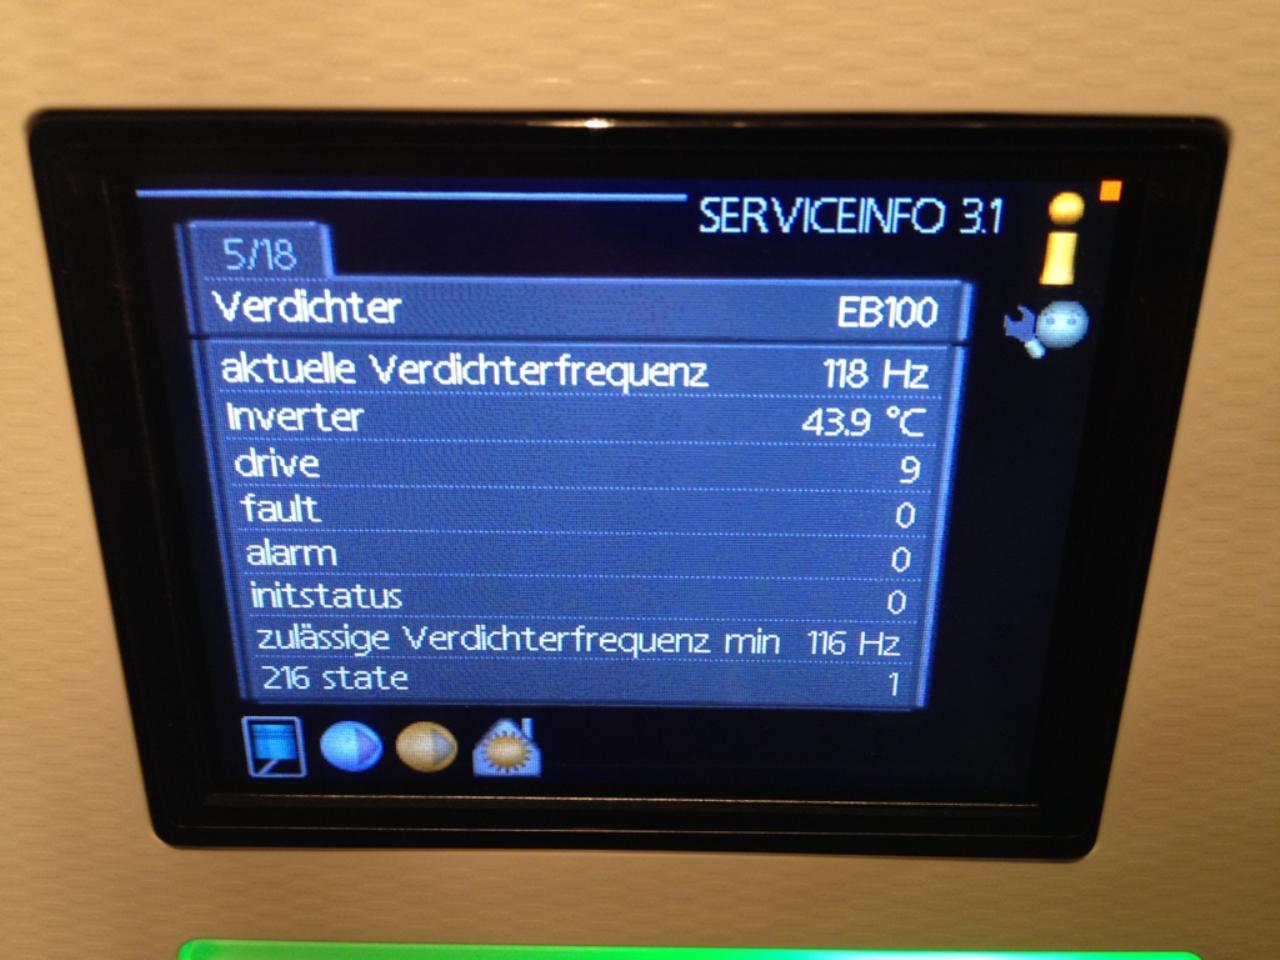 SERVICEINFO 3.1
5/18
Verdichter EB100
aktuelle Verdichterfrequenz 118 Hz
Inverter 43.9 °C
drive 9
fault 0
alarm 0
initstatus 0
zulässige Verdichterfrequenz min 116 Hz
216 state 1